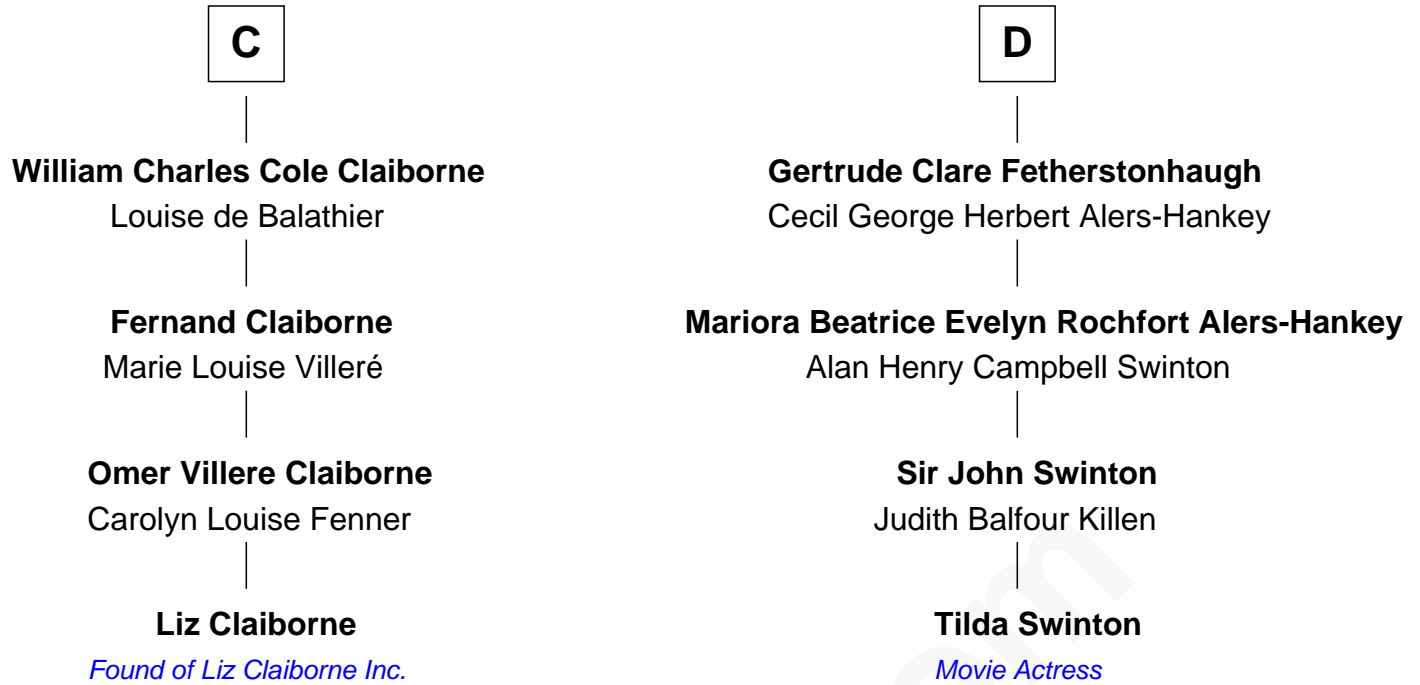 C
William Charles Cole Claiborne
Louise de Balathier
Fernand Claiborne
Marie Louise Villeré
Omer Villere Claiborne
Carolyn Louise Fenner
Liz Claiborne
Found of Liz Claiborne Inc.
D
Gertrude Clare Fetherstonhaugh
Cecil George Herbert Alers-Hankey
Mariora Beatrice Evelyn Rochfort Alers-Hankey
Alan Henry Campbell Swinton
Sir John Swinton
Judith Balfour Killen
Tilda Swinton
Movie Actress